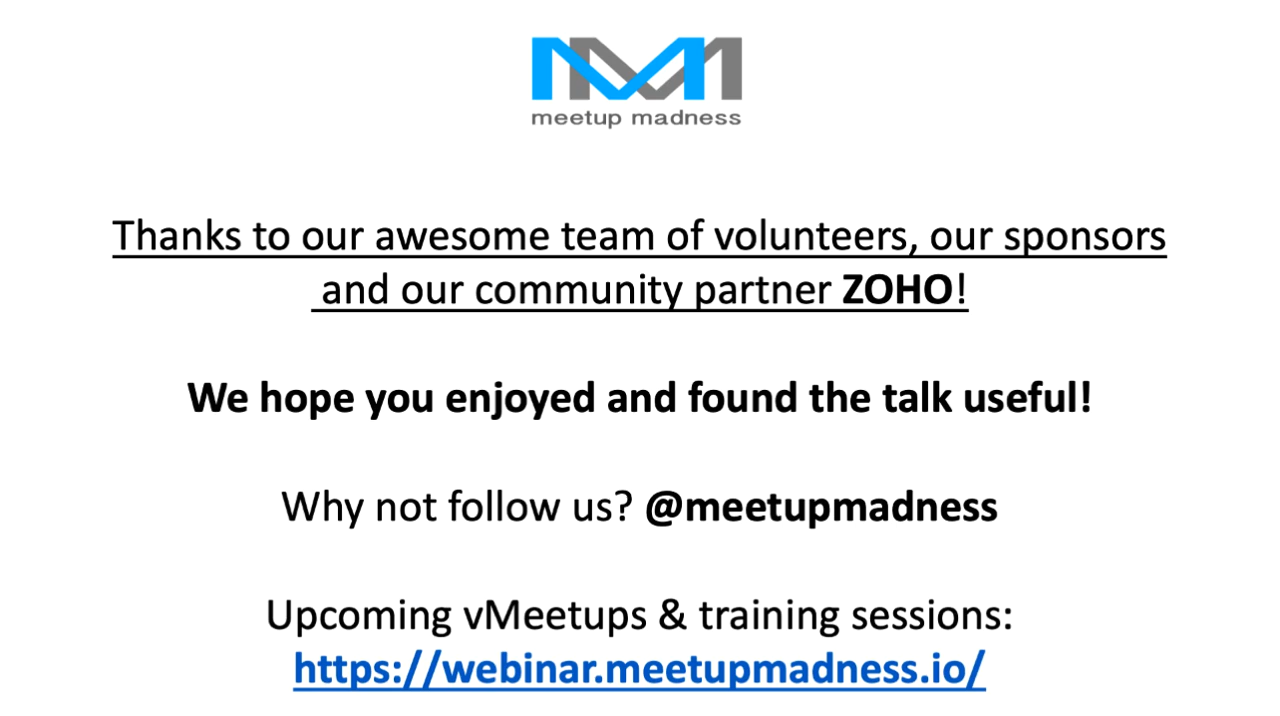 meetup madness
Thanks to our awesome team of volunteers, our sponsors
and our community partner ZOHO!
We hope you enjoyed and found the talk useful!
Why not follow us? @meetupmadness
Upcoming vMeetups & training sessions:
https://webinar.meetupmadness.io/